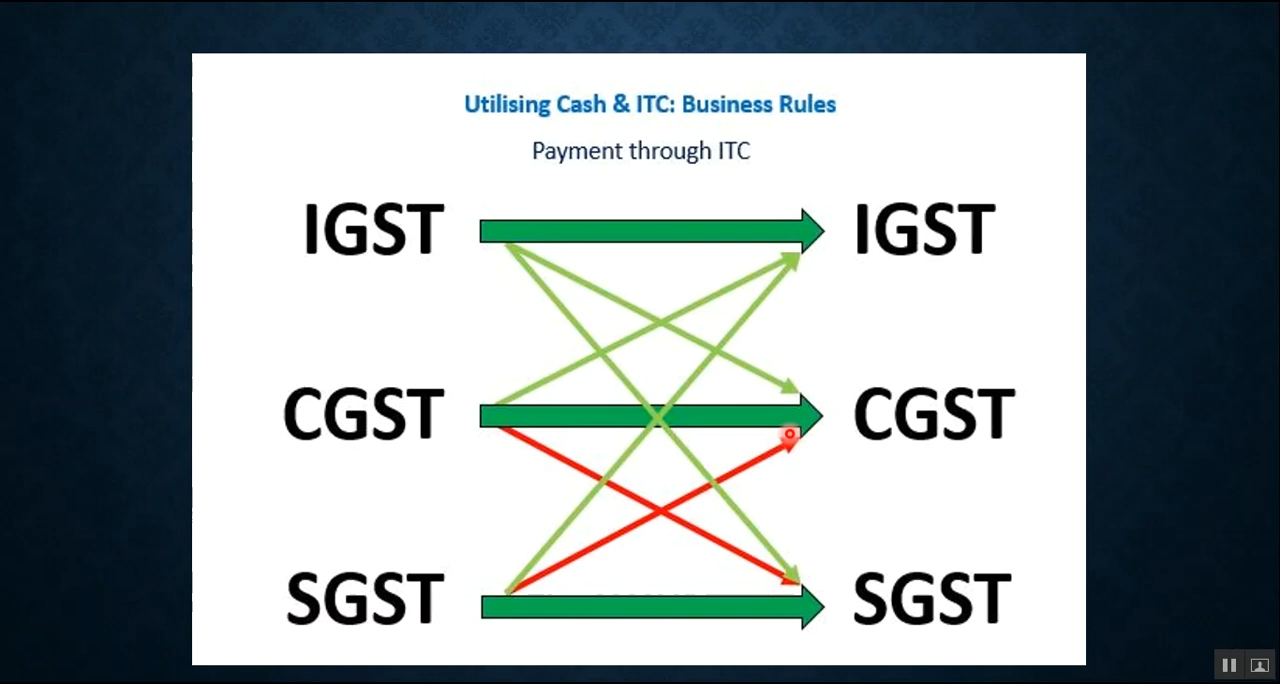 Utilising Cash & ITC: Business Rules
Payment through ITC
IGST IGST
CGST CGST
SGST SGST